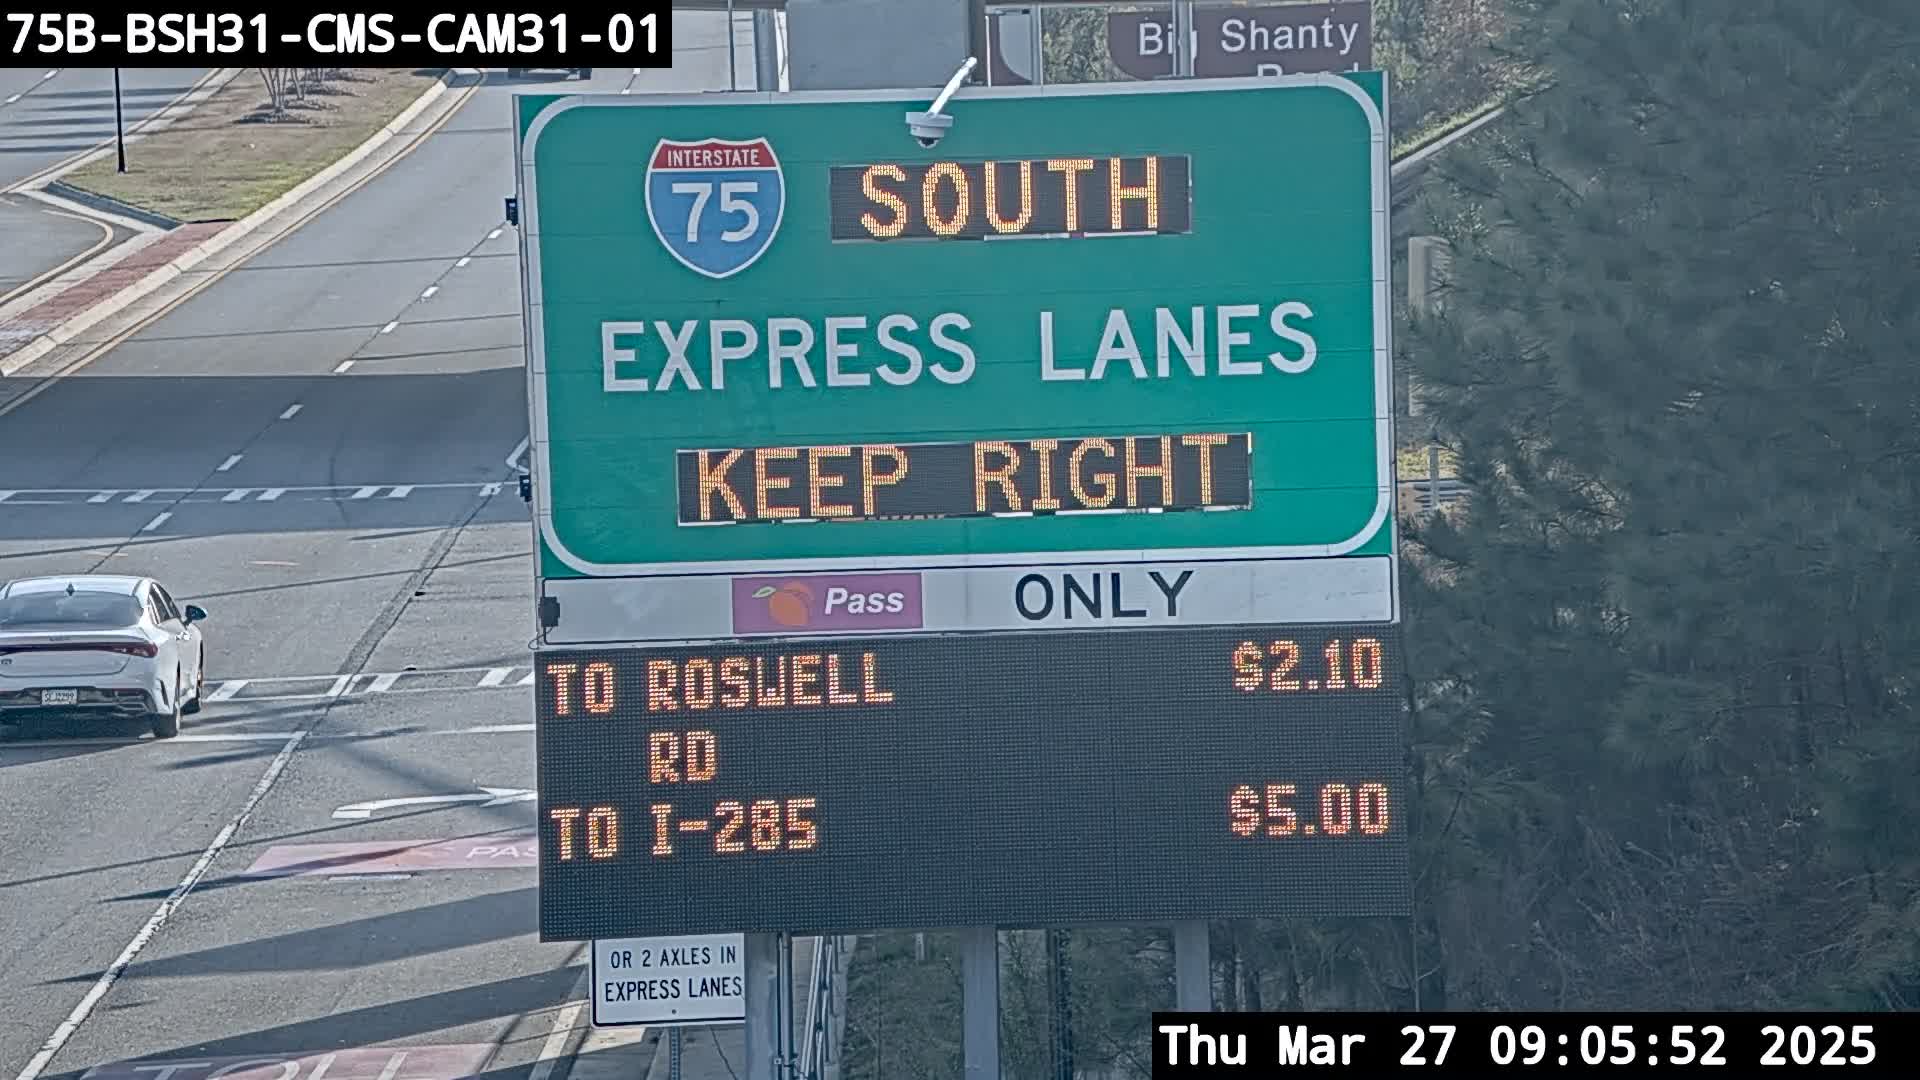 75B-BSH31-CMS-CAM31-01
Big Shanty
INTERSTATE
75
SOUTH
EXPRESS LANES
KEEP RIGHT
Pass
ONLY
TO ROSWELL $2.10
RD
TO I-285 $5.00
PAS
OR 2 AXLES IN
EXPRESS LANES
TOLL
Thu Mar 27 09:05:52 2025